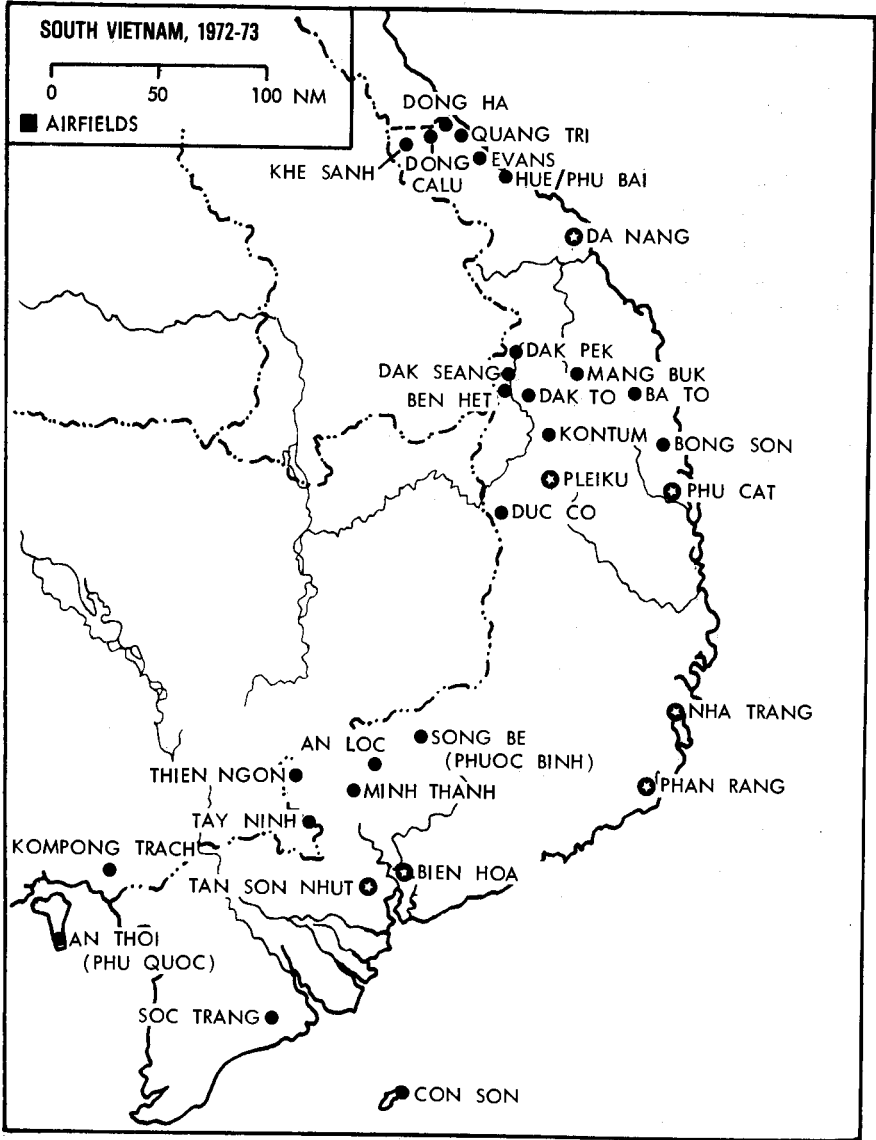 SOUTH VIETNAM, 1972-73
0 50 100 NM
AIRFIELDS
DONG HA
QUANG TRI
KHE SANH
DONG
CALU
EVANS
HUE/PHU BAI
DA NANG
DAK PEK
DAK SEANG
MANG BUK
BEN HET
DAK TO
BA TO
KONTUM
BONG SON
PLEIKU
PHU CAT
DUC CO
NHA TRANG
AN LOC
SONG BE
(PHUOC BINH)
THIEN NGON
MINH THANH
PHAN RANG
TAY NINH
KOMPONG TRACH
BIEN HOA
TAN SON NHUT
AN THŌI
(PHU QUOC)
SOC TRANG
CON SON